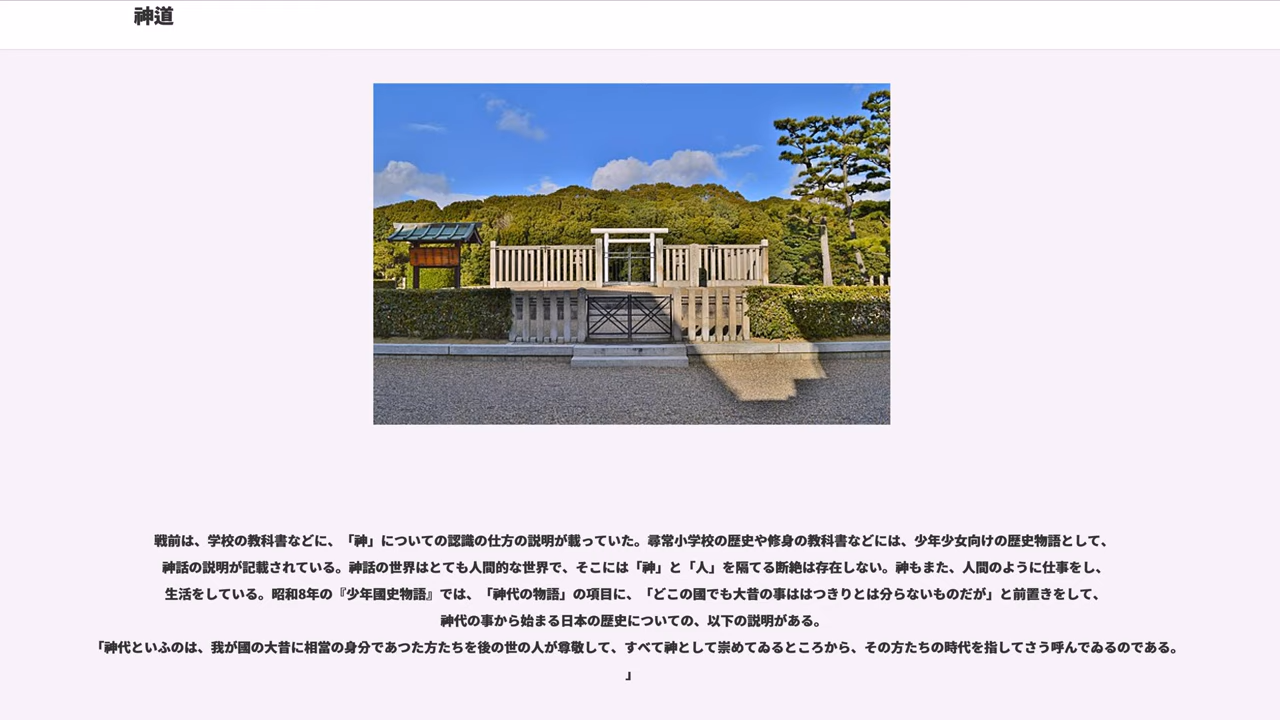 神道
戦前は、学校の教科書などに、「神」についての認識の仕方の説明が載っていた。尋常小学校の歴史や修身の教科書などには、少年少女向けの歴史物語として、
神話の説明が記載されている。神話の世界はとても人間的な世界で、そこには「神」と「人」を隔てる断絶は存在しない。神もまた、人間のように仕事をし、
生活をしている。昭和8年の『少年國史物語』では、「神代の物語」の項目に、「どこの國でも大昔の事ははつきりとは分らないものだが」と前置きをして、
神代の事から始まる日本の歴史についての、以下の説明がある。
「神代といふのは、我が國の大昔に相當の身分であつた方たちを後の世の人が尊敬して、すべて神として崇めてゐるところから、その方たちの時代を指してさう呼んでゐるのである。
」